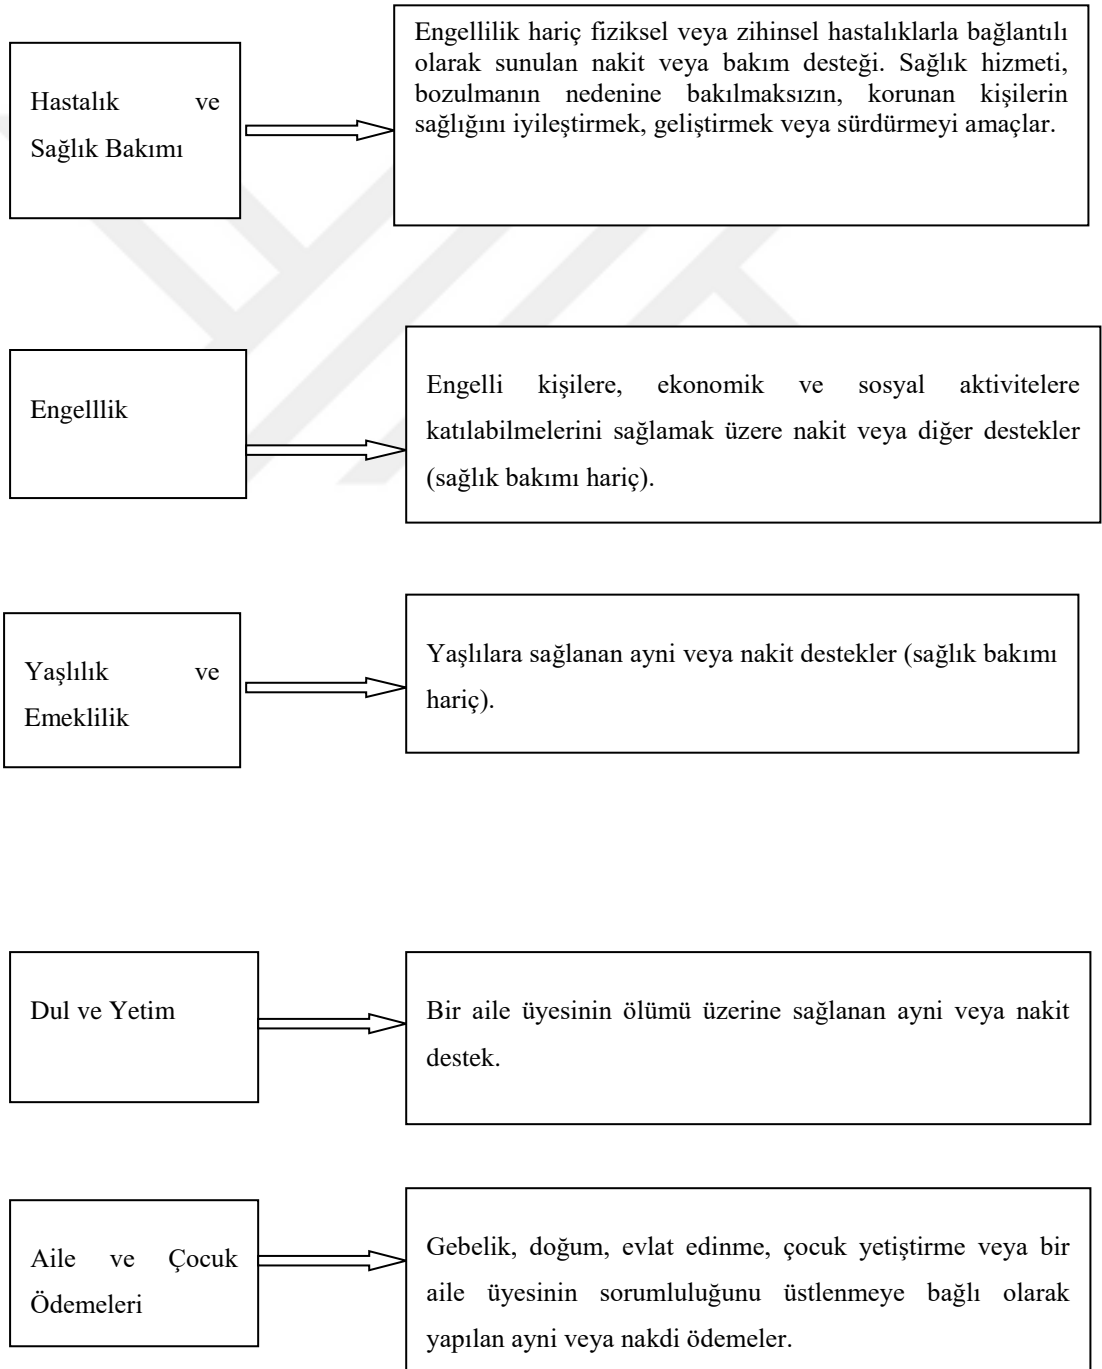 Hastalık ve
Sağlık Bakımı
Engellilik hariç fiziksel veya zihinsel hastalıklarla bağlantılı
olarak sunulan nakit veya bakım desteği. Sağlık hizmeti,
bozulmanın nedenine bakılmaksızın, korunan kişilerin
sağlığını iyileştirmek, geliştirmek veya sürdürmeyi amaçlar.
Engelllik
Engelli kişilere, ekonomik ve sosyal aktivitelere
katılabilmelerini sağlamak üzere nakit veya diğer destekler
(sağlık bakımı hariç).
Yaşlılık ve
Emeklilik
Yaşlılara sağlanan ayni veya nakit destekler (sağlık bakımı
hariç).
Dul ve Yetim
Bir aile üyesinin ölümü üzerine sağlanan ayni veya nakit
destek.
Aile ve Çocuk
Ödemeleri
Gebelik, doğum, evlat edinme, çocuk yetiştirme veya bir
aile üyesinin sorumluluğunu üstlenmeye bağlı olarak
yapılan ayni veya nakdi ödemeler.